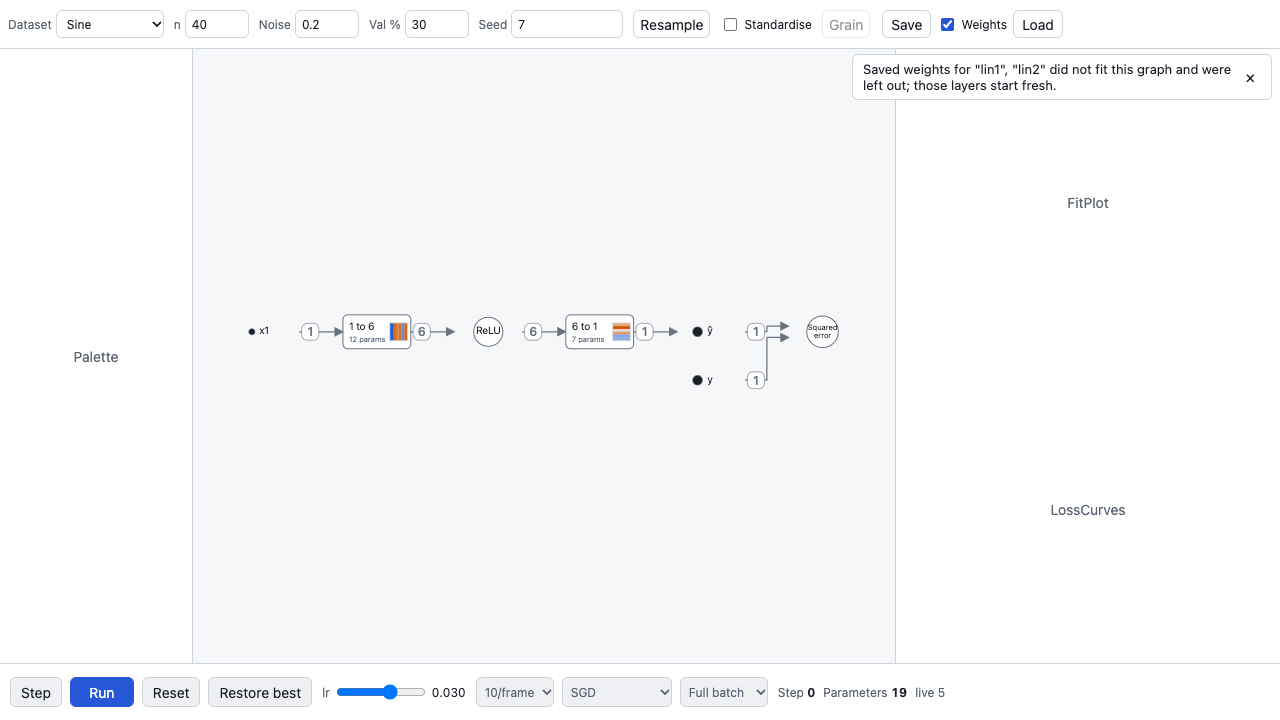 Dataset Sine n 40 Noise 0.2 Val % 30 Seed 7 Resample Standardise Grain Save Weights Load
Saved weights for "lin1", "lin2" did not fit this graph and were
left out; those layers start fresh.
FitPlot
x1 1 1 to 6 12 params 6 ReLU 6 6 to 1 7 params 1 ŷ 1 Squared error
Palette
y 1
LossCurves
Step Run Reset Restore best lr 0.030 10/frame SGD Full batch Step 0 Parameters 19 live 5